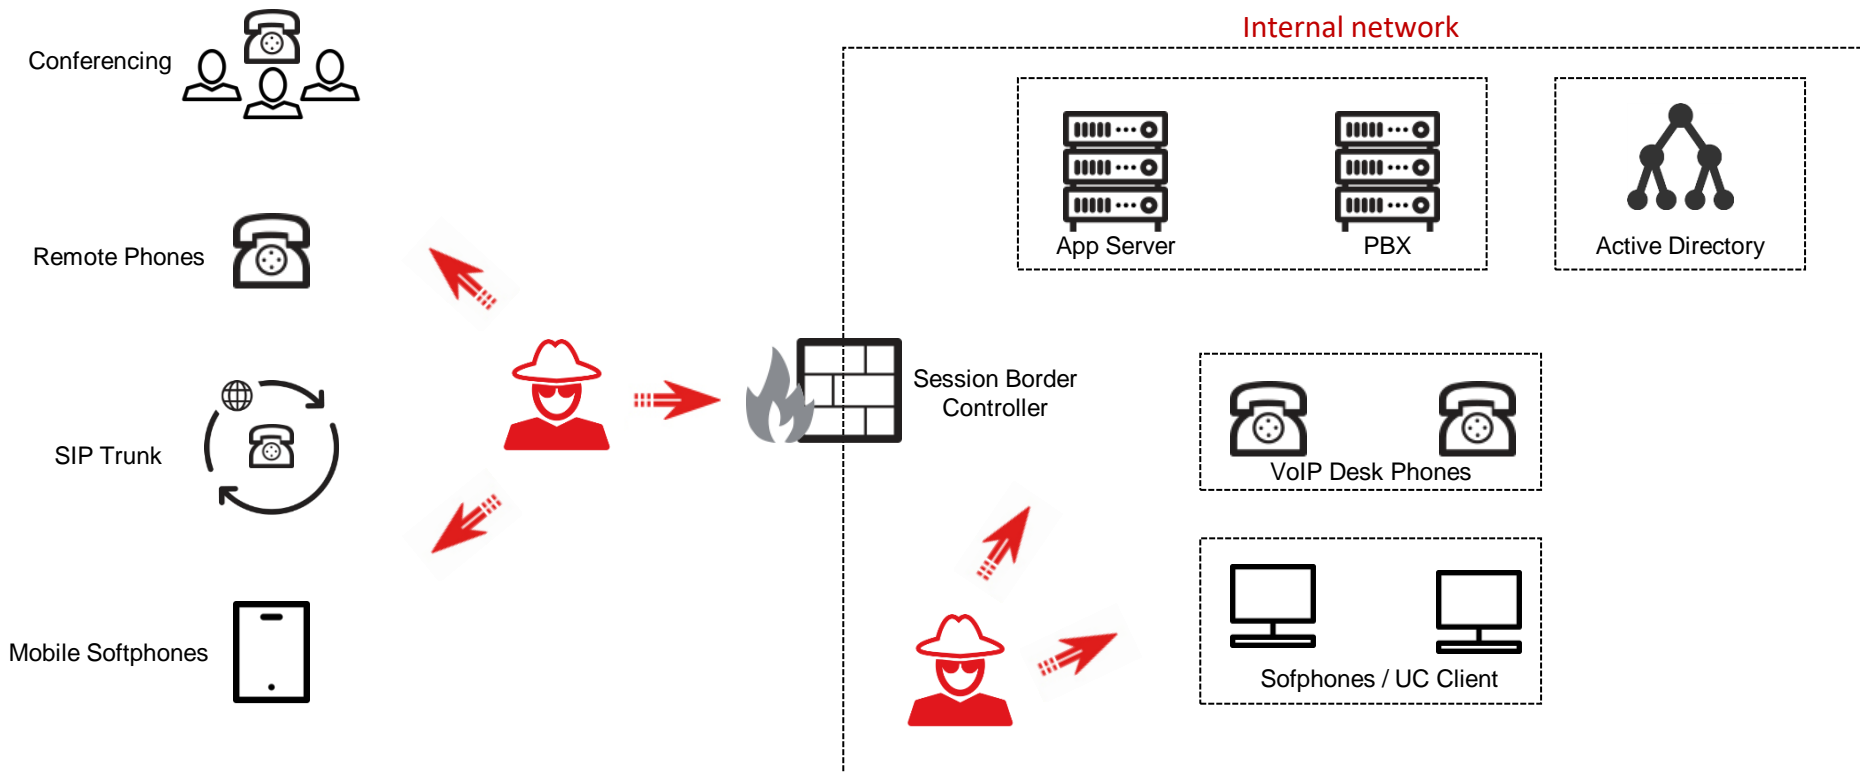 Internal network
Conferencing
App Server
PBX
Active Directory
Remote Phones
Session Border
Controller
SIP Trunk
VoIP Desk Phones
Mobile Softphones
Sofphones / UC Client